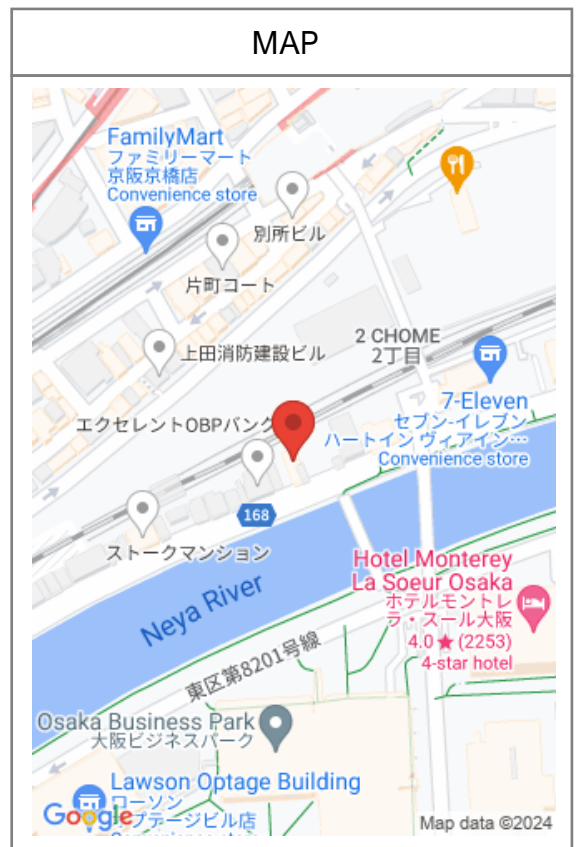 MAP
FamilyMart
ファミリーマート
京阪京橋店
Convenience store
別所ビル
片町コート
上田消防建設ビル
2 CHOME
2丁目
7-Eleven
セブン-イレブン
ハートイン ヴィアイン…
Convenience store
エクセレントOBPバンク
168
ストークマンション
Neya River
Hotel Monterey
La Soeur Osaka
ホテルモントレ
ラ・スール大阪
4.0 ★ (2253)
4-star hotel
東区第8201号線
Osaka Business Park
大阪ビジネスパーク
Lawson Optage Building
ローソン
プテージビル店
Google
Map data ©2024